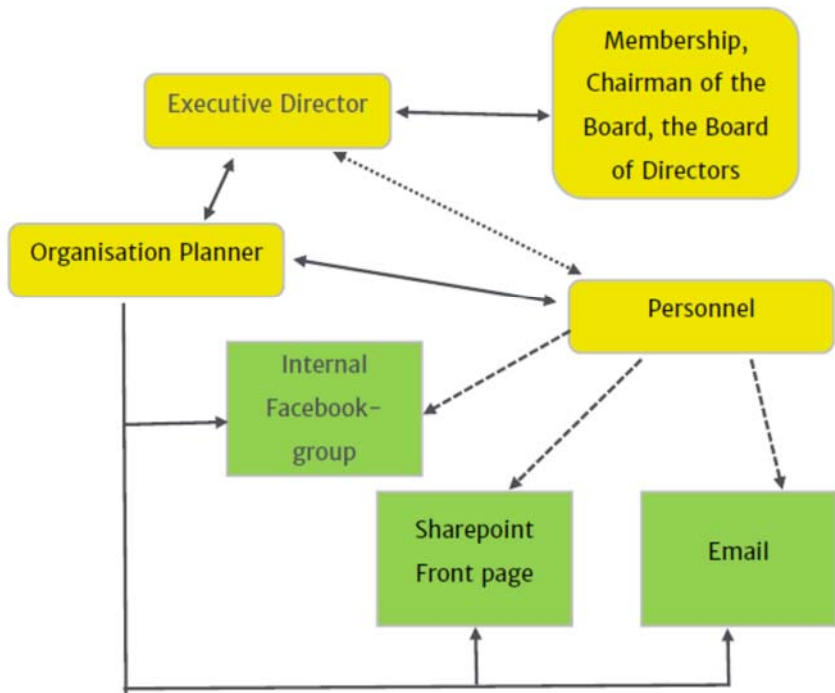 Membership,
Chairman of the
Board, the Board
of Directors
Executive Director
Organisation Planner
Personnel
Internal
Facebook-
group
Sharepoint
Front page
Email